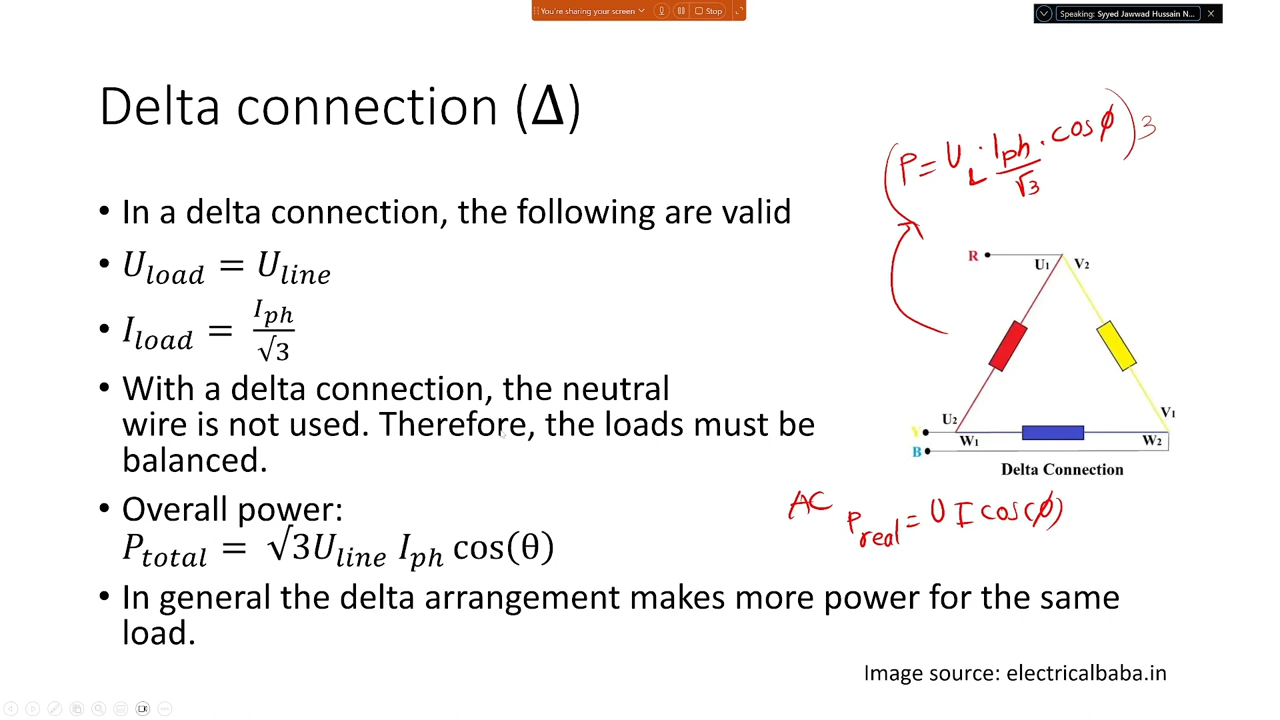 You're sharing your screen
Stop
Speaking: Syyed Jawwad Hussain N...
Delta connection (Δ)
(P = U_L · I_ph/√3 · cosϕ) 3
• In a delta connection, the following are valid
• U_load = U_line
• I_load = I_ph/√3
• With a delta connection, the neutral
wire is not used. Therefore, the loads must be
balanced.
• Overall power:
P_total = √3U_line I_ph cos(θ)
• In general the delta arrangement makes more power for the same
load.
R
U1
V2
U2
V1
Y
W1
W2
B
Delta Connection
AC P_real = U I cos(ϕ)
Image source: electricalbaba.in